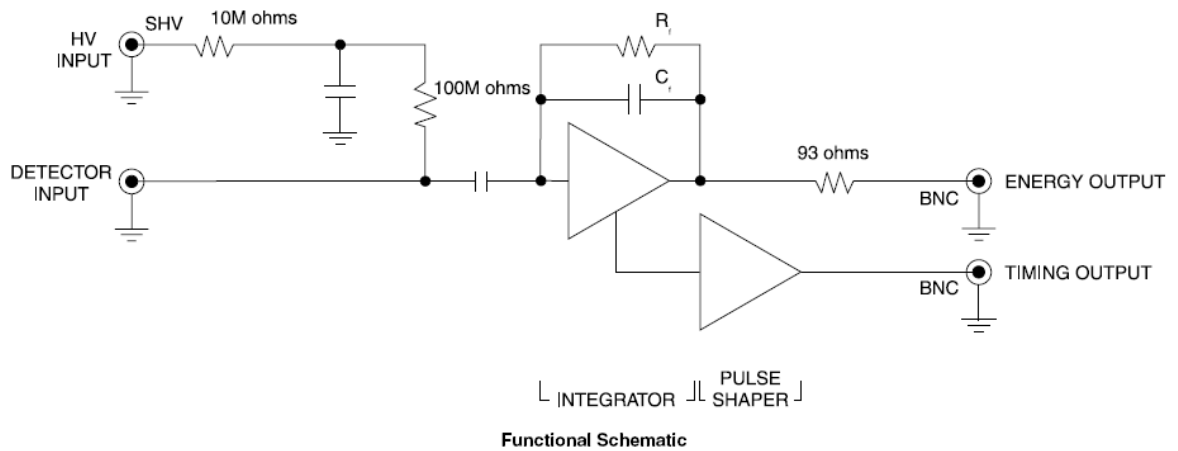 SHV
10M ohms
HV
INPUT
100M ohms
R f
C f
DETECTOR
INPUT
93 ohms
BNC
ENERGY OUTPUT
BNC
TIMING OUTPUT
INTEGRATOR
PULSE
SHAPER
Functional Schematic